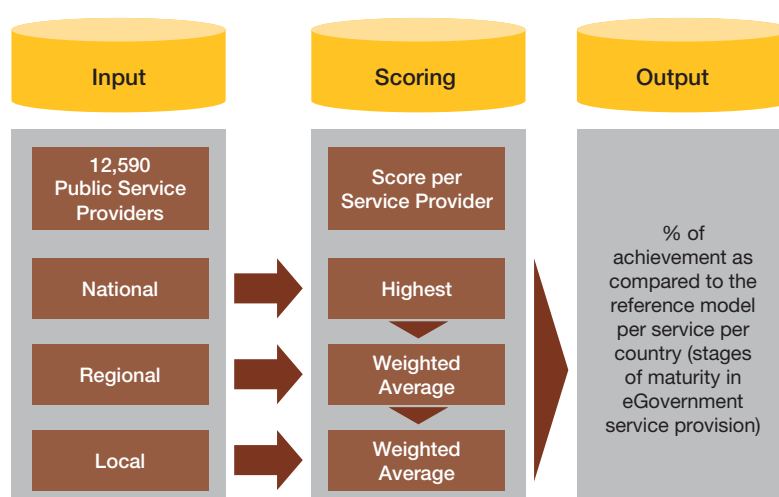 Input
Scoring
Output
12,590
Public Service
Providers
National
Regional
Local
Score per
Service Provider
Highest
Weighted
Average
Weighted
Average
% of
achievement as
compared to the
reference model
per service per
country (stages
of maturity in
eGovernment
service provision)